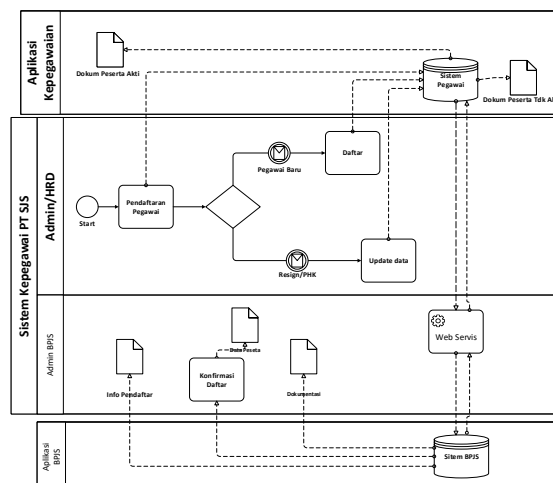 Aplikasi
Kepegawaian
Dokum Peserta Akti
Sistem
Pegawai
Dokum Peserta Tdk Ak
Sistem Kepegawai PT SJS
Admin/HRD
Start
Pendaftaran
Pegawai
Pegawai Baru
Daftar
Resign/PHK
Update data
Admin BPJS
Info Pendaftar
Konfirmasi
Daftar
Data Peseta
Dokumentasi
Web Servis
Aplikasi
BPJS
Sitem BPJS